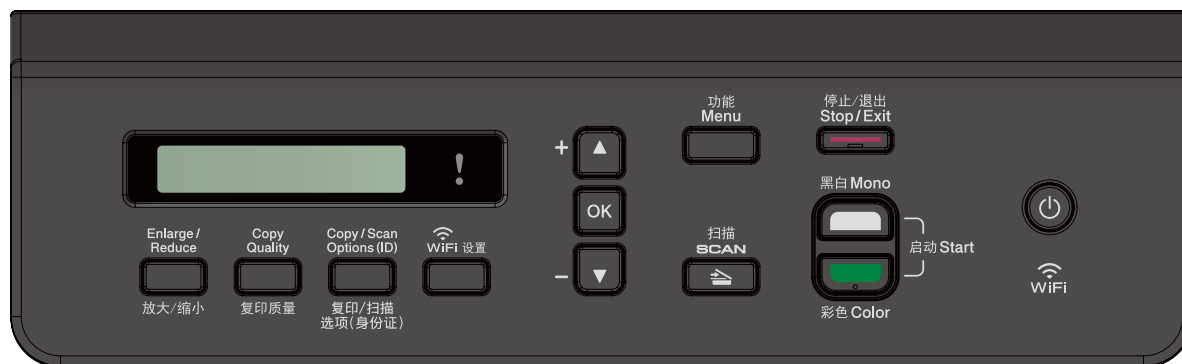 功能
Menu
停止/退出
Stop/Exit
+
OK
−
黑白 Mono
启动 Start
彩色 Color
扫描
SCAN
Enlarge/
Reduce
放大/缩小
Copy
Quality
复印质量
Copy/Scan
Options(ID)
复印/扫描
选项(身份证)
WiFi 设置
WiFi